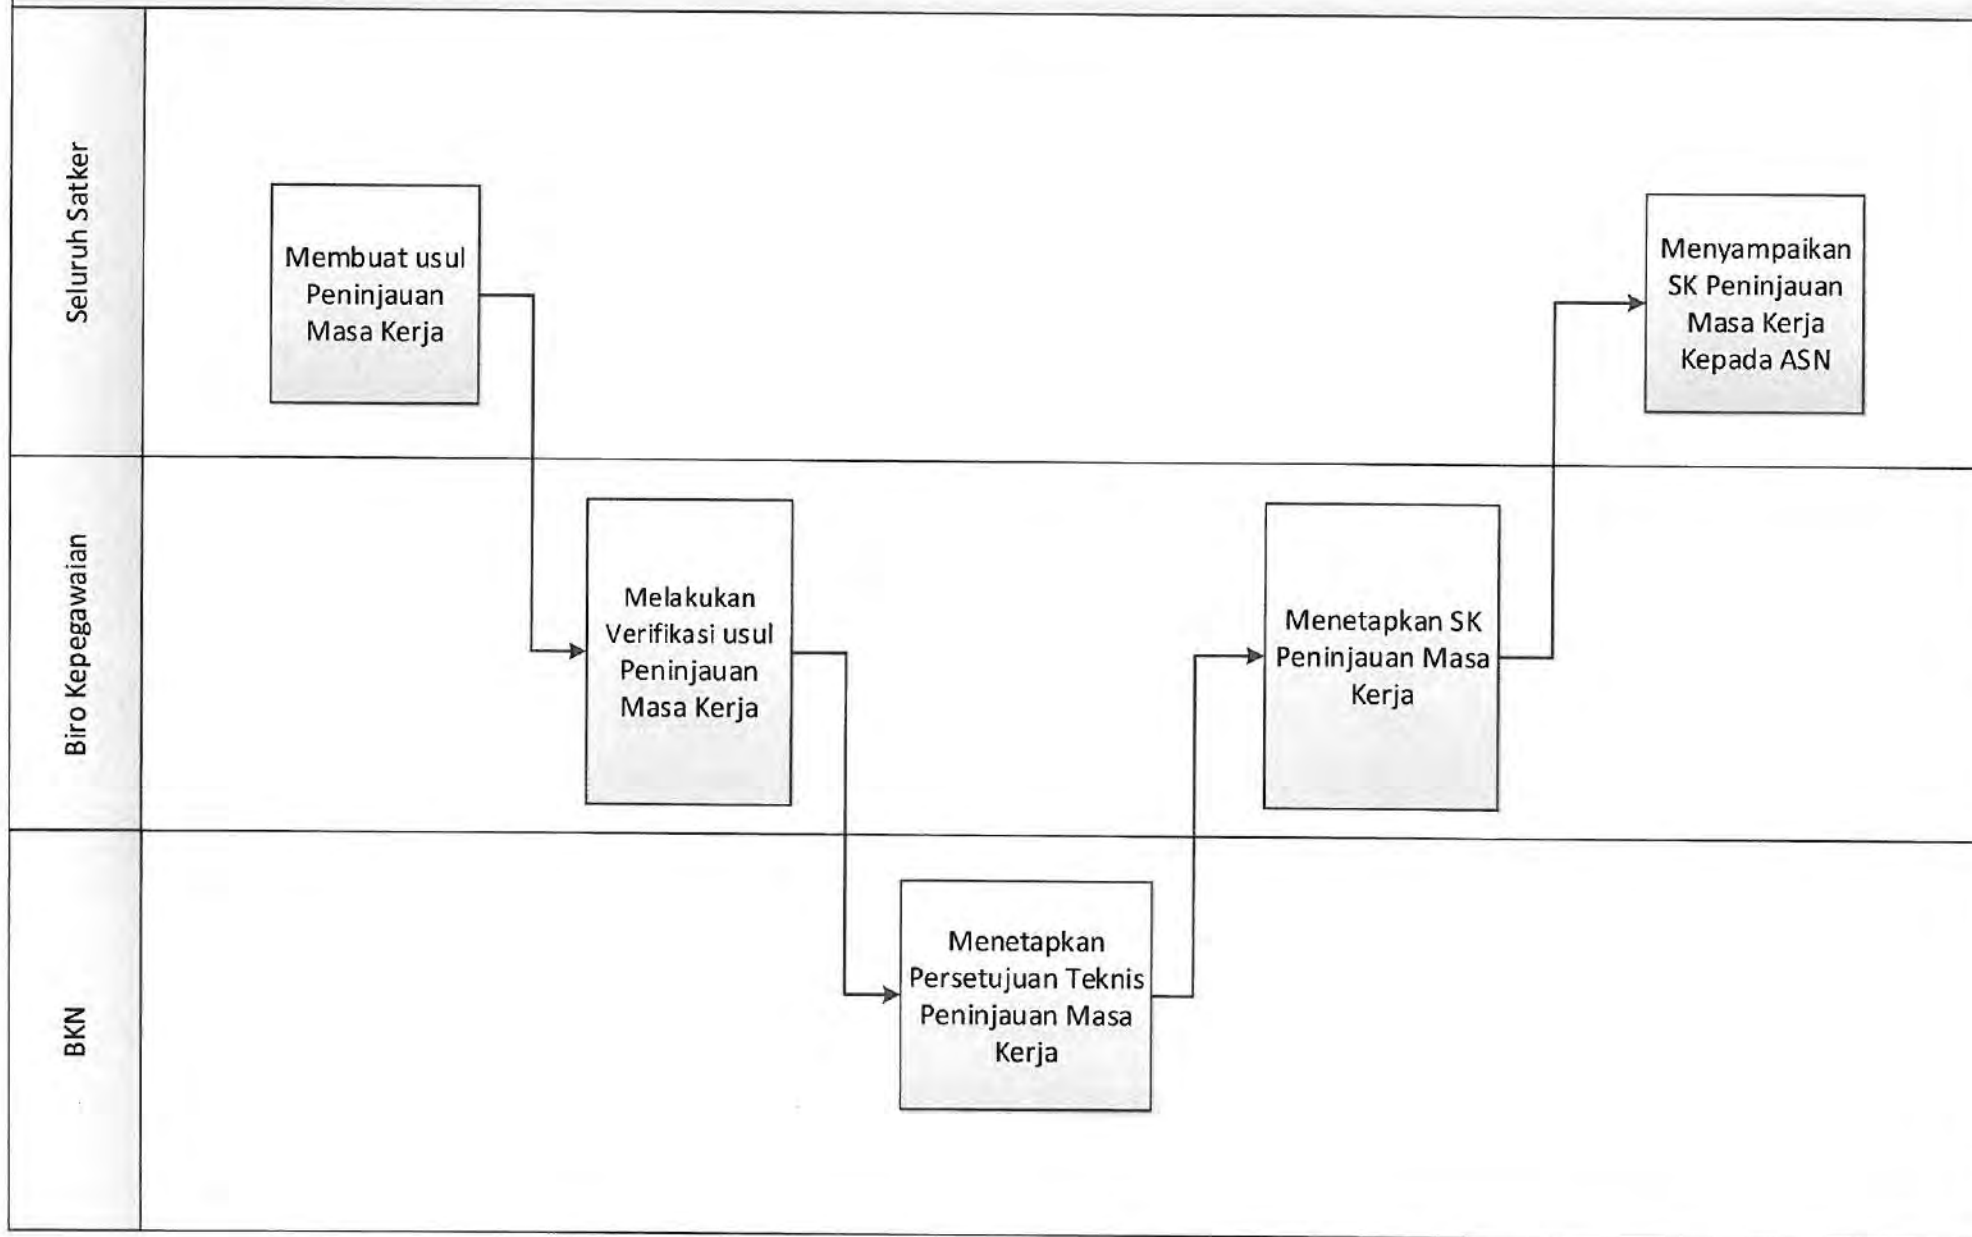 Seluruh Satker
Membuat usul
Peninjauan
Masa Kerja
Menyampaikan
SK Peninjauan
Masa Kerja
Kepada ASN
Biro Kepegawaian
Melakukan
Verifikasi usul
Peninjauan
Masa Kerja
Menetapkan SK
Peninjauan Masa
Kerja
BKN
Menetapkan
Persetujuan Teknis
Peninjauan Masa
Kerja